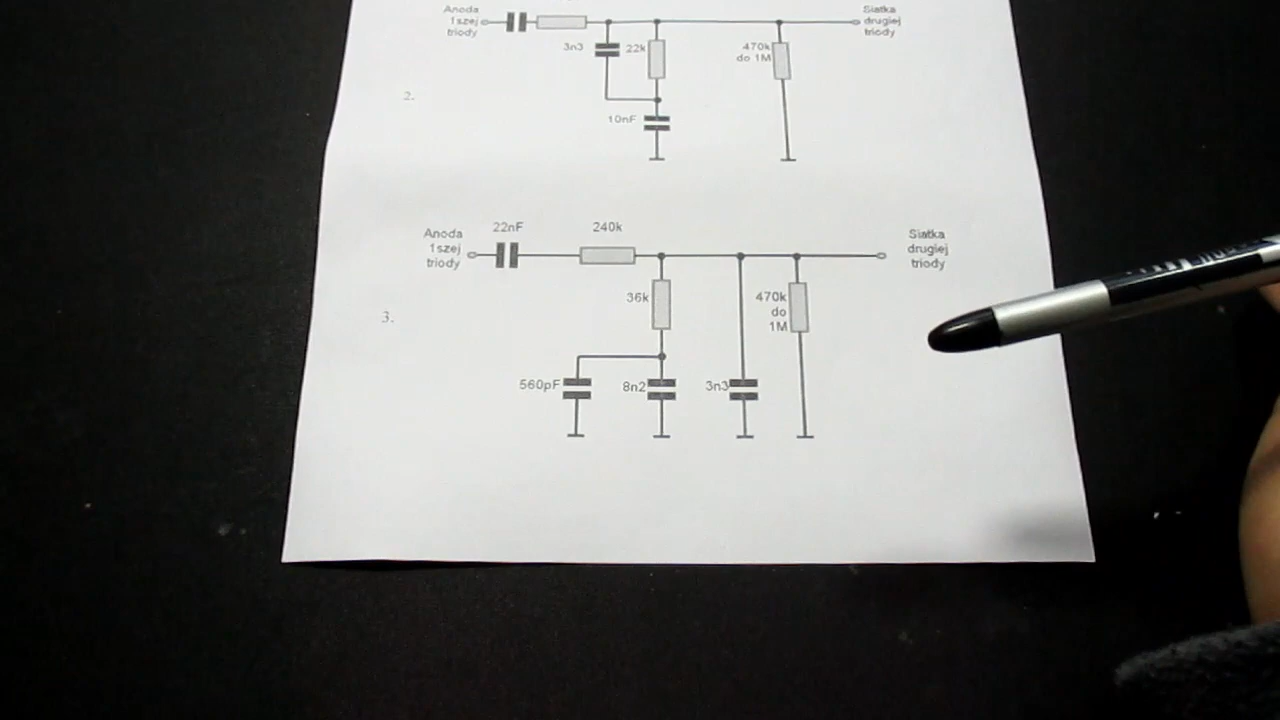 Anoda
1szej
triody
Siatka
drugiej
triody
3n3
22k
470k
do 1M
2.
10nF
22nF
240k
Anoda
1szej
triody
Siatka
drugiej
triody
36k
470k
do
1M
3.
560pF
8n2
3n3